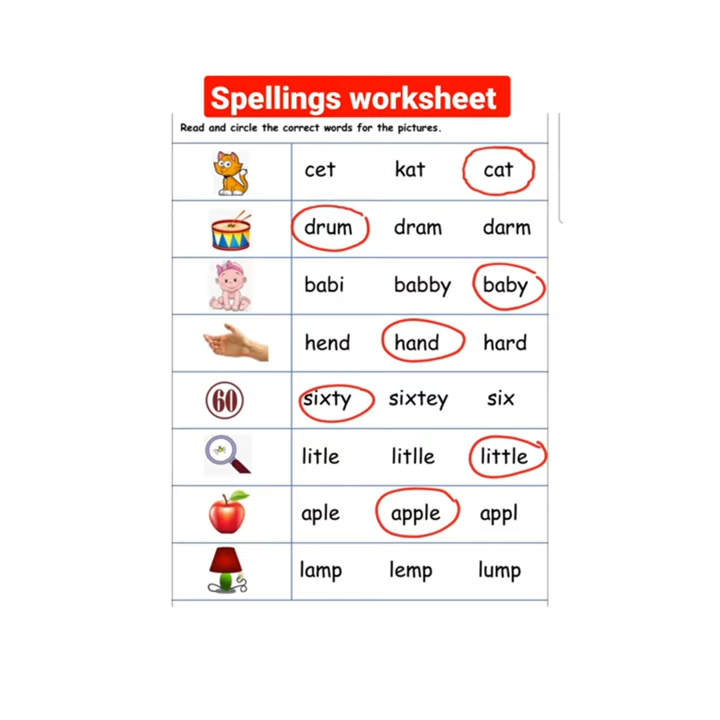 Spellings worksheet
Read and circle the correct words for the pictures.
cet kat cat
drum dram darm
babi babby baby
hend hand hard
60 sixty sixtey six
litle litlle little
aple apple appl
lamp lemp lump